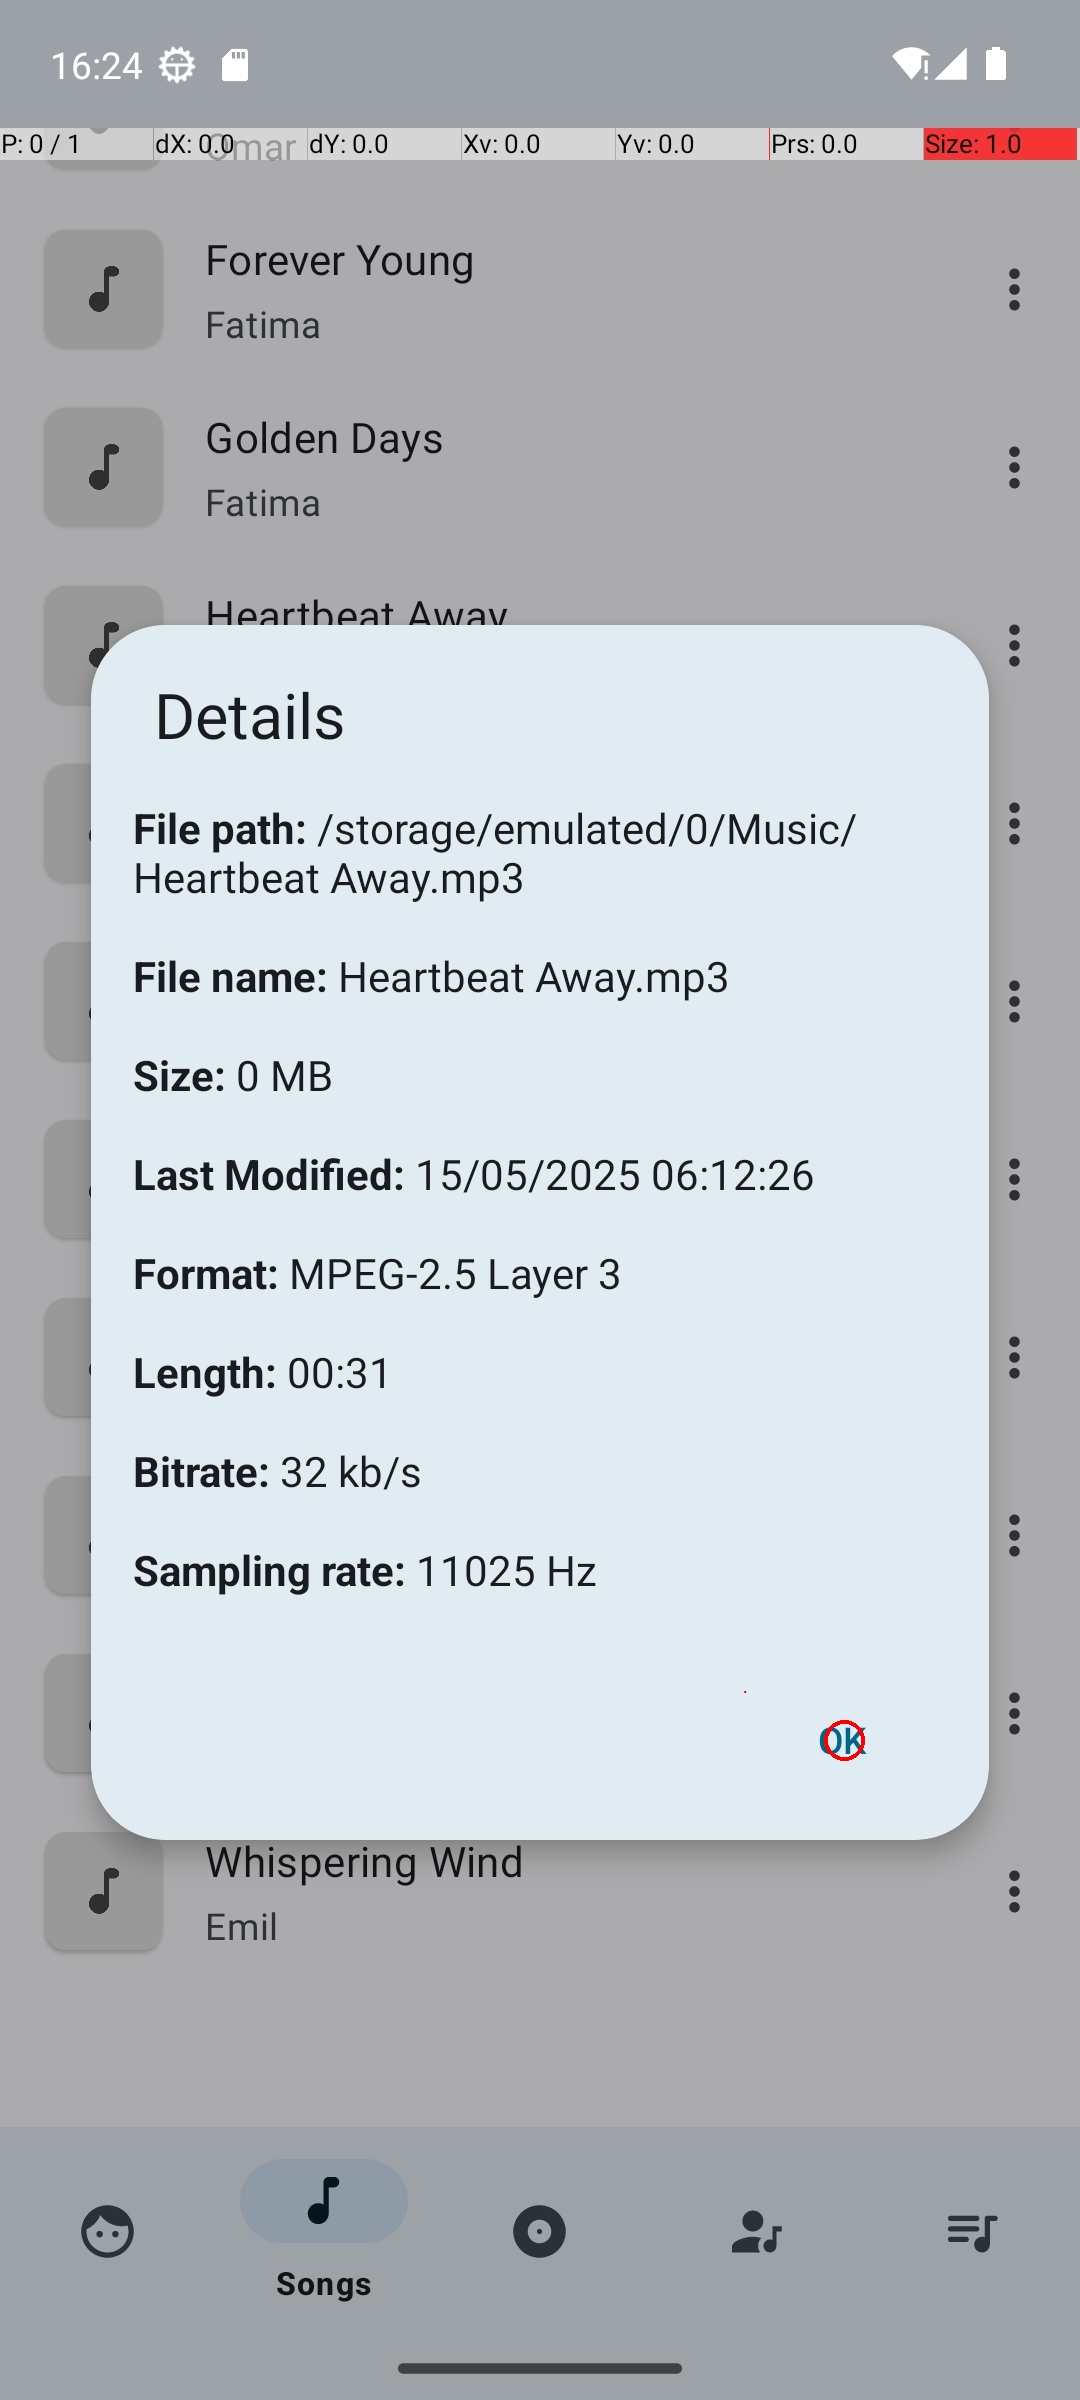 16:24
P: 0 / 1 dX: 0.0 dY: 0.0 Xv: 0.0 Yv: 0.0 Prs: 0.0 Size: 1.0
Omar
Forever Young
Fatima
Golden Days
Fatima
Heartbeat Away
Details
File path: /storage/emulated/0/Music/
Heartbeat Away.mp3
File name: Heartbeat Away.mp3
Size: 0 MB
Last Modified: 15/05/2025 06:12:26
Format: MPEG-2.5 Layer 3
Length: 00:31
Bitrate: 32 kb/s
Sampling rate: 11025 Hz
OK
Whispering Wind
Emil
Songs